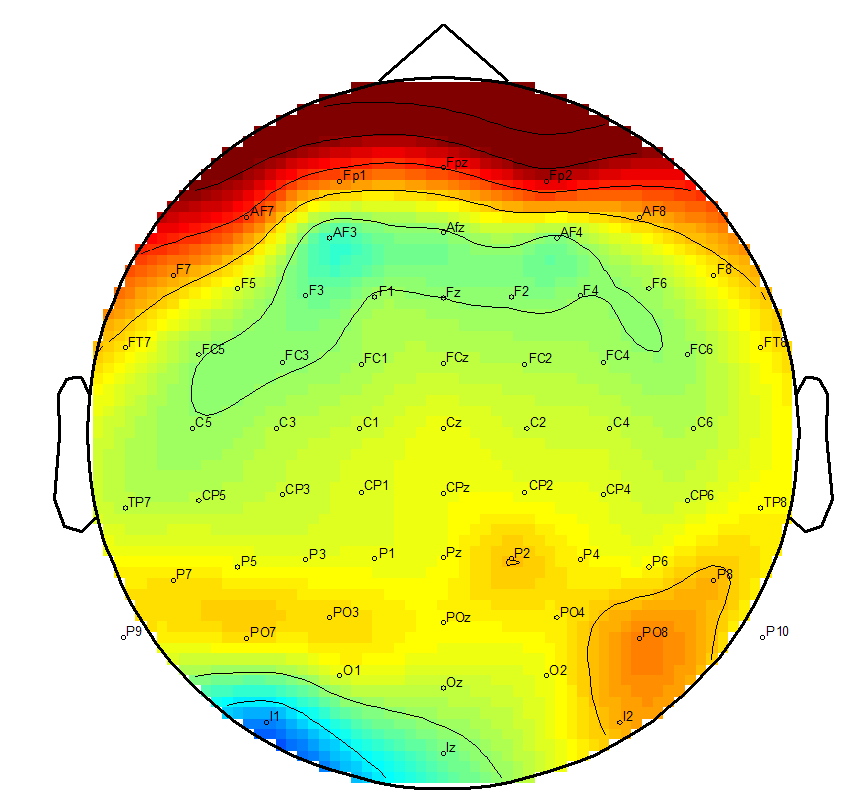 Fpz
Fp1 Fp2
AF7 AF8
AF3 Afz AF4
F7 F5 F6 F8
F3 F1 Fz F2 F4
FT7 FC5 FC3 FC1 FCz FC2 FC4 FC6 FT8
C5 C3 C1 Cz C2 C4 C6
TP7 CP5 CP3 CP1 CPz CP2 CP4 CP6 TP8
P7 P5 P3 P1 Pz P2 P4 P6 P8
PO3 POz PO4
P9 PO7 PO8 P10
O1 Oz O2
I1 I2
Iz